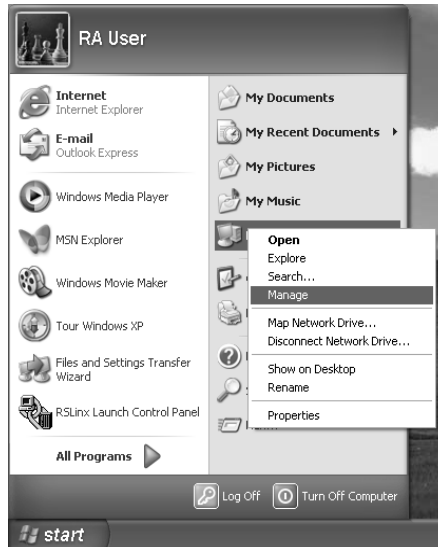 RA User
Internet
Internet Explorer
E-mail
Outlook Express
Windows Media Player
MSN Explorer
Windows Movie Maker
Tour Windows XP
Files and Settings Transfer
Wizard
RSLinx Launch Control Panel
All Programs
My Documents
My Recent Documents
My Pictures
My Music
Open
Explore
Search...
Manage
Map Network Drive...
Disconnect Network Drive...
Show on Desktop
Rename
Properties
Log Off
Turn Off Computer
start